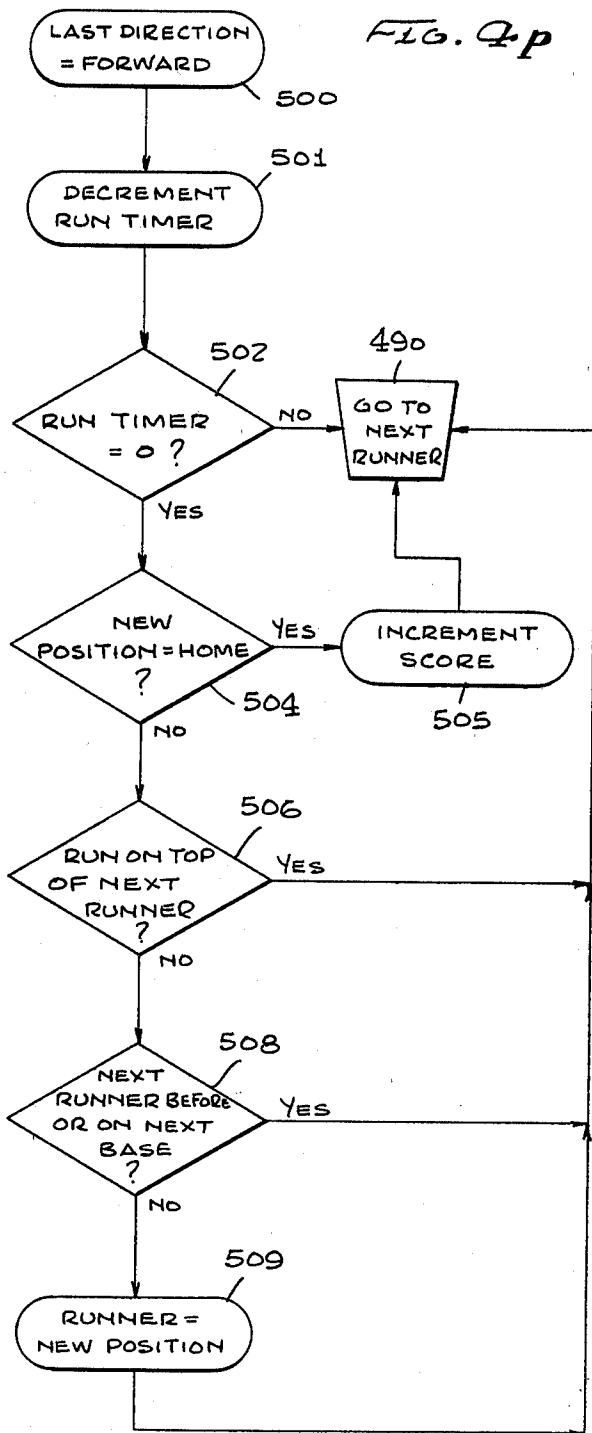 FIG. 4p
LAST DIRECTION
= FORWARD
500
501
DECREMENT
RUN TIMER
502
RUN TIMER
= 0 ?
NO
YES
490
GO TO
NEXT
RUNNER
NEW
POSITION = HOME
?
YES
504
NO
INCREMENT
SCORE
505
506
RUN ON TOP
OF NEXT
RUNNER
?
YES
NO
508
NEXT
RUNNER BEFORE
OR ON NEXT
BASE
?
YES
NO
509
RUNNER =
NEW POSITION